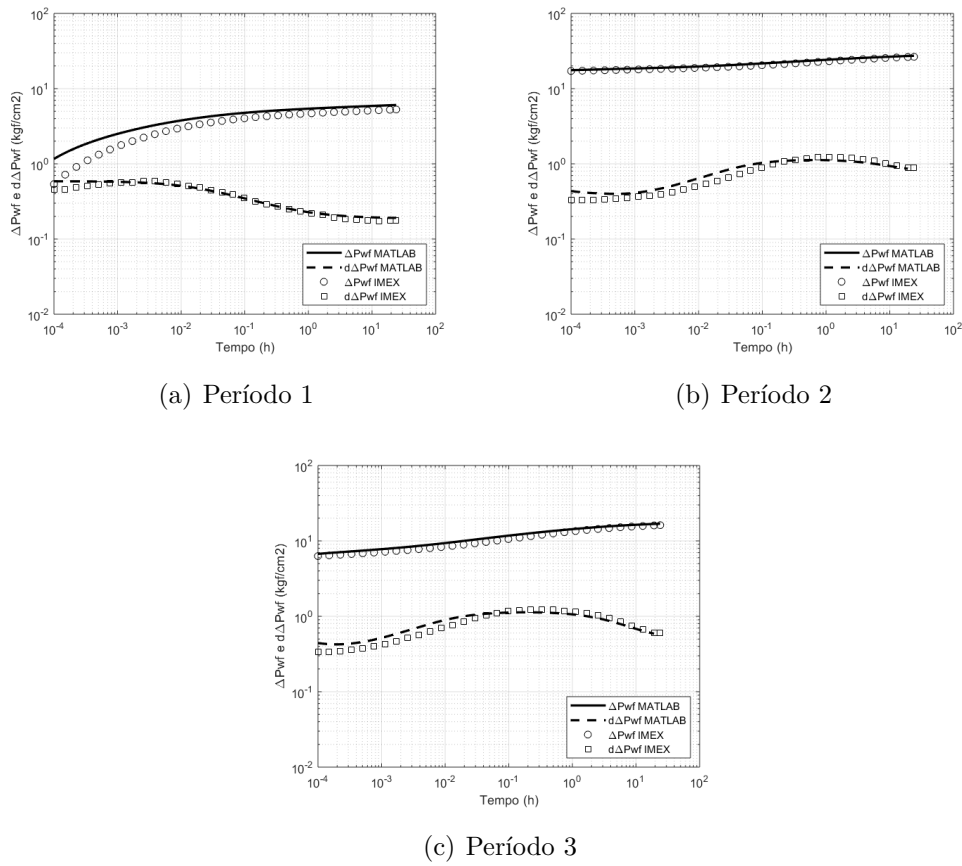 10^2
10^1
10^0
10^-1
10^-2
ΔPwf e dΔPwf (kgf/cm2)
ΔPwf MATLAB
dΔPwf MATLAB
ΔPwf IMEX
dΔPwf IMEX
10^-4 10^-3 10^-2 10^-1 10^0 10^1 10^2
Tempo (h)
(a) Período 1
10^2
10^1
10^0
10^-1
10^-2
ΔPwf e dΔPwf (kgf/cm2)
ΔPwf MATLAB
dΔPwf MATLAB
ΔPwf IMEX
dΔPwf IMEX
10^-4 10^-3 10^-2 10^-1 10^0 10^1 10^2
Tempo (h)
(b) Período 2
10^2
10^1
10^0
10^-1
10^-2
ΔPwf e dΔPwf (kgf/cm2)
ΔPwf MATLAB
dΔPwf MATLAB
ΔPwf IMEX
dΔPwf IMEX
10^-4 10^-3 10^-2 10^-1 10^0 10^1 10^2
Tempo (h)
(c) Período 3